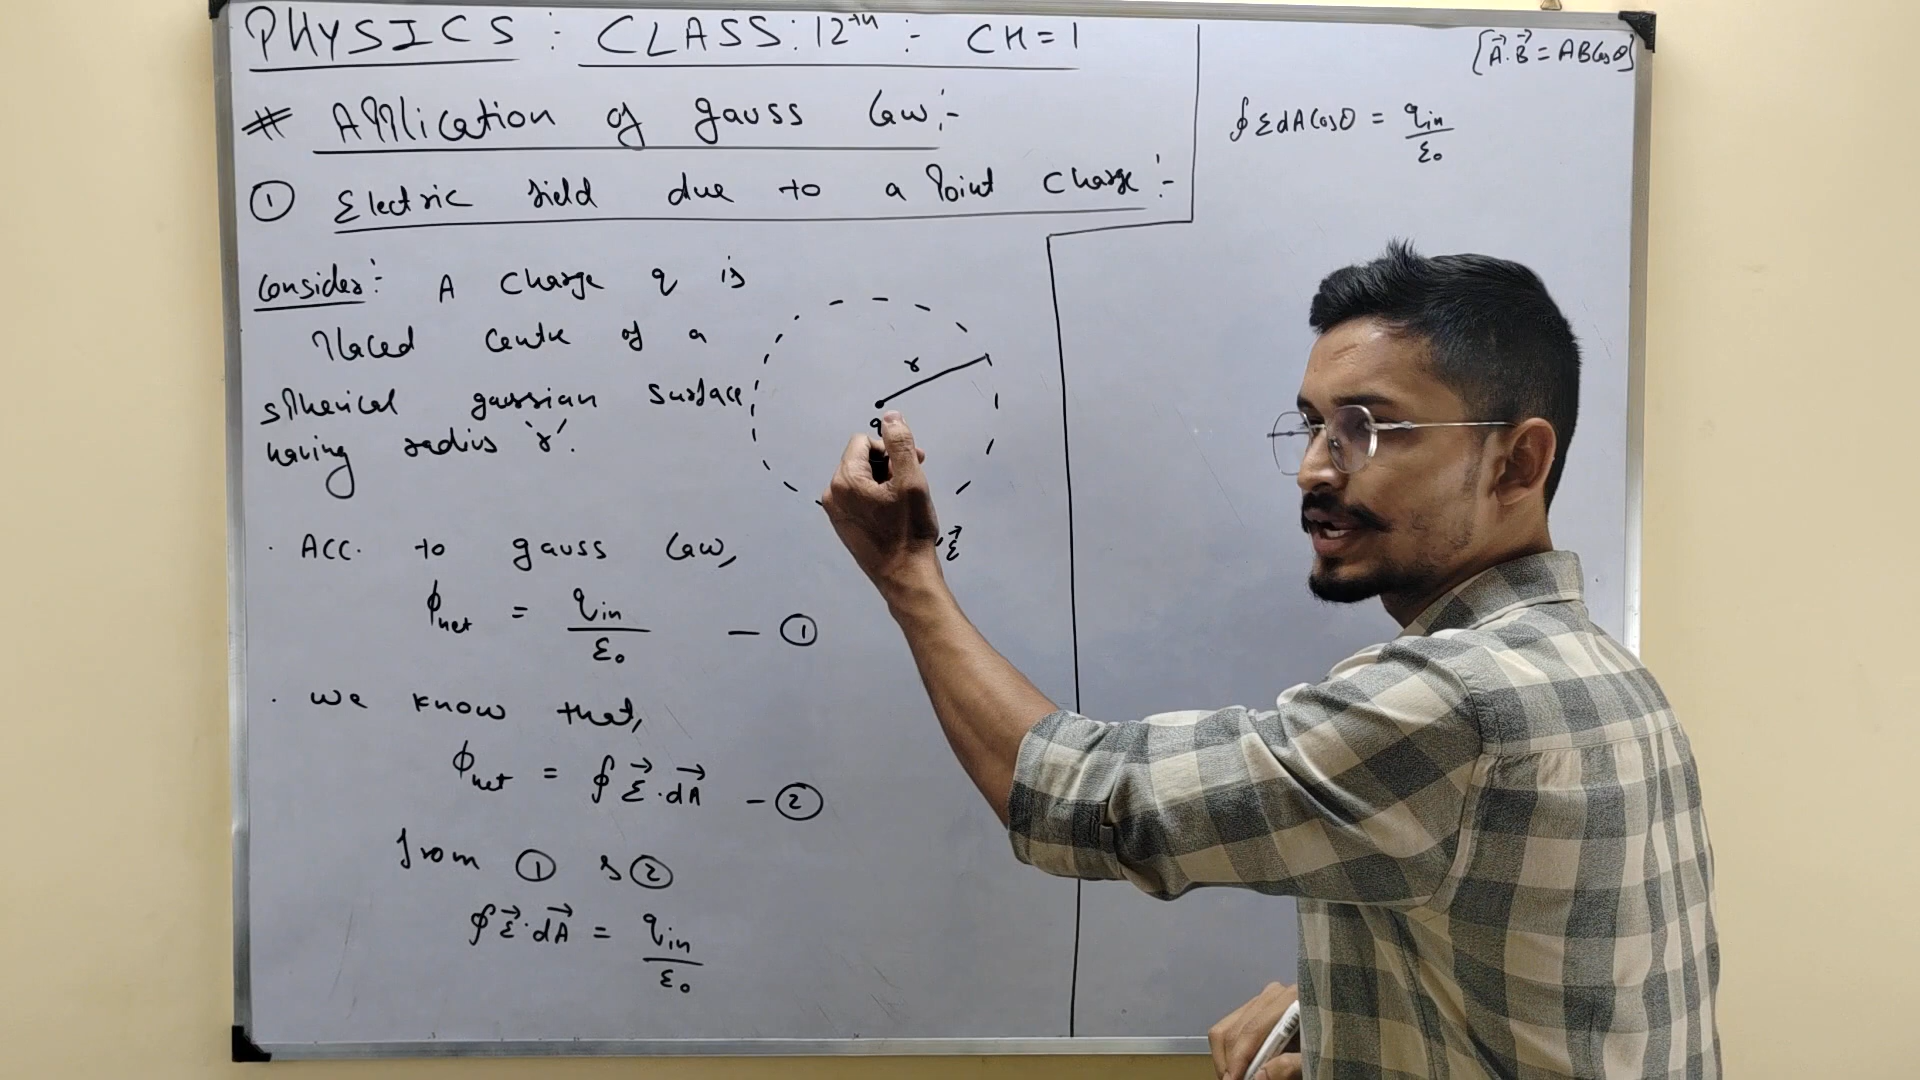 PHYSICS : CLASS: 12th :- CH = 1
# Application of gauss law:-
① Electric field due to a Point charge:-
Consider:- A charge q is
Placed centre of a
spherical gaussian surface,
having radius 'r'.
r
q
E⃗
· ACC. to gauss law,
ϕnet = qin/ε₀ — ①
· we know that,
ϕnet = ∮E⃗·dA⃗ — ②
from ① & ②
∮E⃗·dA⃗ = qin/ε₀
[A⃗·B⃗ = ABCosθ]
∮EdACosθ = qin/ε₀